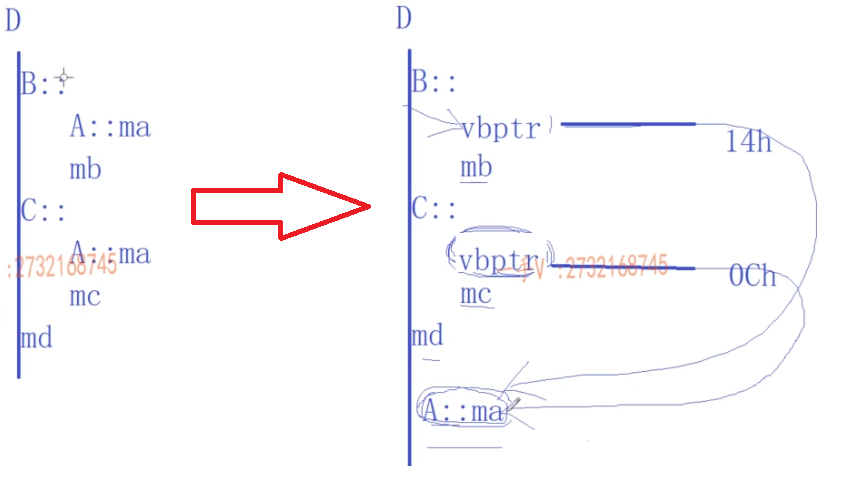 D
B::
A::ma
mb
C::
A::ma
:2732168745
mc
md
D
B::
vbptr
14h
mb
C::
vbptr
V :2732168745
0Ch
mc
md
A::ma